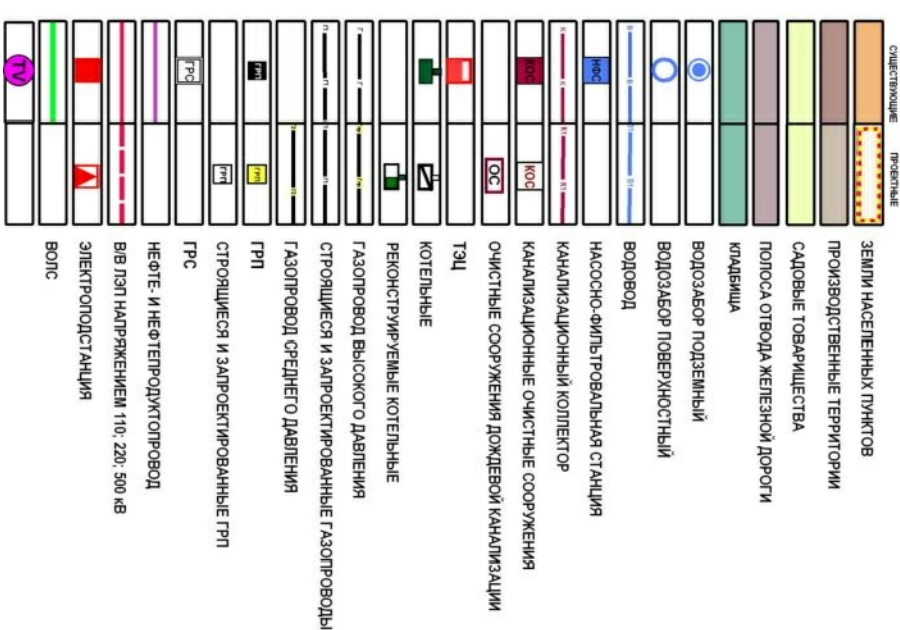 СУЩЕСТВУЮЩИЕ ПРОЕКТНЫЕ
ЗЕМЛИ НАСЕЛЕННЫХ ПУНКТОВ
ПРОИЗВОДСТВЕННЫЕ ТЕРРИТОРИИ
САДОВЫЕ ТОВАРИЩЕСТВА
ПОЛОСА ОТВОДА ЖЕЛЕЗНОЙ ДОРОГИ
КЛАДБИЩА
ВОДОЗАБОР ПОДЗЕМНЫЙ
ВОДОЗАБОР ПОВЕРХНОСТНЫЙ
В В1 ВОДОВОД
НФС НАСОСНО-ФИЛЬТРОВАЛЬНАЯ СТАНЦИЯ
К К К1 К1 КАНАЛИЗАЦИОННЫЙ КОЛЛЕКТОР
КОС КОС КАНАЛИЗАЦИОННЫЕ ОЧИСТНЫЕ СООРУЖЕНИЯ
ОС ОЧИСТНЫЕ СООРУЖЕНИЯ ДОЖДЕВОЙ КАНАЛИЗАЦИИ
ТЭЦ
КОТЕЛЬНЫЕ
РЕКОНСТРУИРУЕМЫЕ КОТЕЛЬНЫЕ
Г Г ГАЗОПРОВОД ВЫСОКОГО ДАВЛЕНИЯ
СТРОЯЩИЕСЯ И ЗАПРОЕКТИРОВАННЫЕ ГАЗОПРОВОДЫ
ГАЗОПРОВОД СРЕДНЕГО ДАВЛЕНИЯ
ГРП ГРП ГРП
ГРП СТРОЯЩИЕСЯ И ЗАПРОЕКТИРОВАННЫЕ ГРП
ГРС ГРС
НЕФТЕ- И НЕФТЕПРОДУКТОПРОВОД
В/В ЛЭП НАПРЯЖЕНИЕМ 110; 220; 500 кВ
ЭЛЕКТРОПОДСТАНЦИЯ
ВОЛС
TV